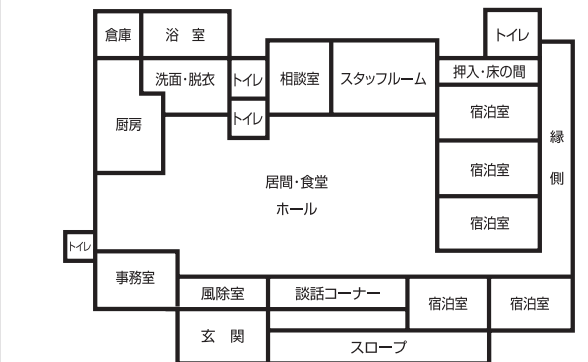 倉庫
浴　室
トイレ
洗面・脱衣
トイレ
相談室
スタッフルーム
押入・床の間
トイレ
厨房
宿泊室
縁側
宿泊室
居間・食堂
ホール
宿泊室
トイレ
事務室
風除室
談話コーナー
宿泊室
宿泊室
玄　関
スロープ